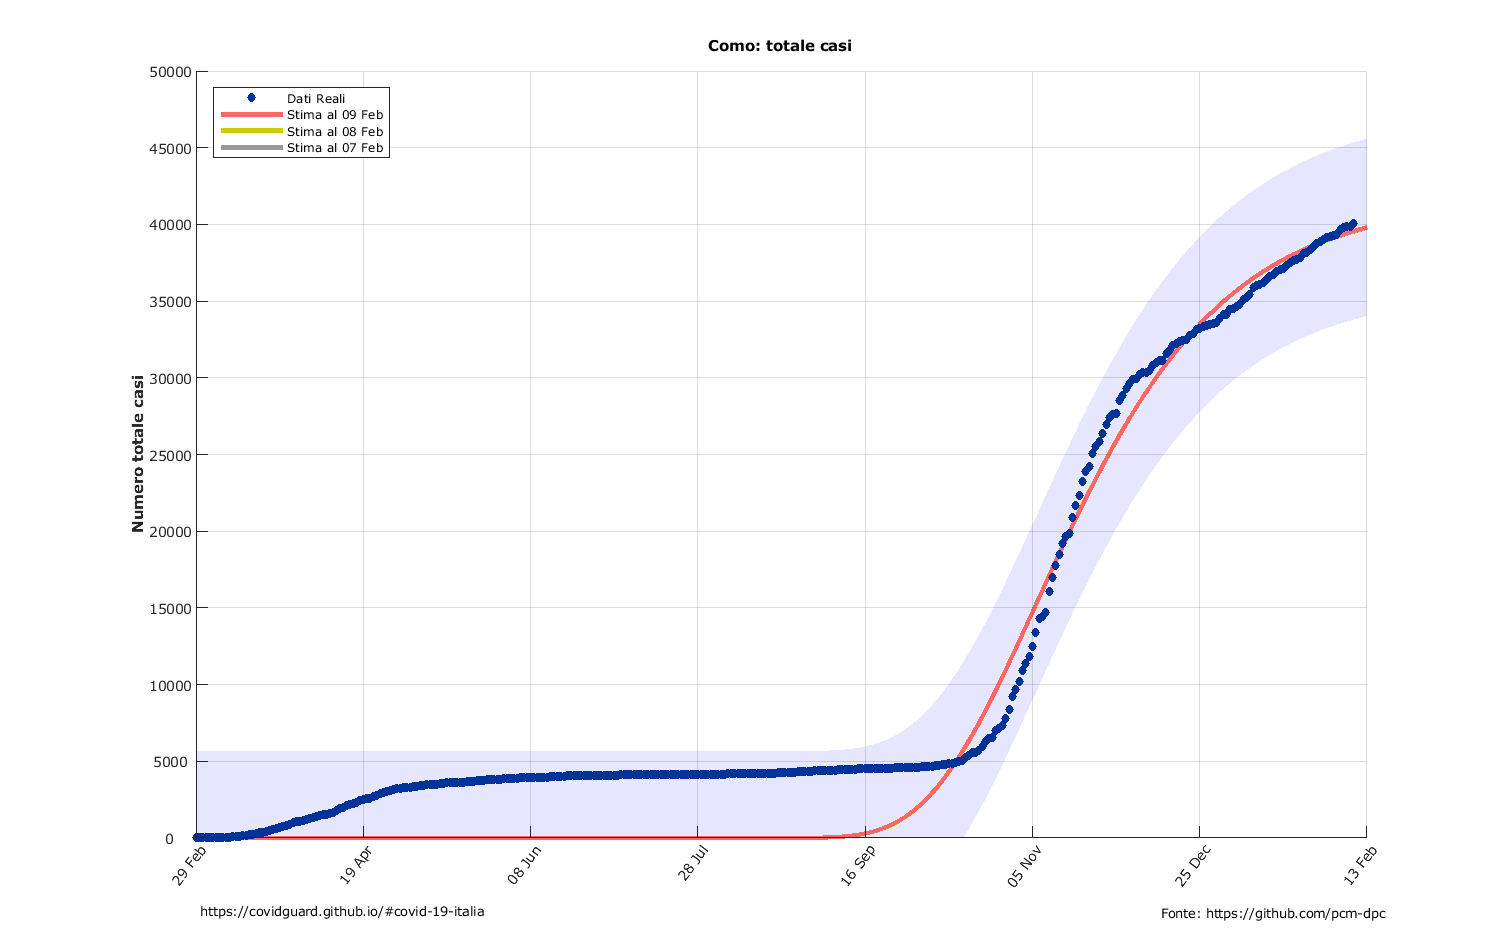 Como: totale casi
50000
45000
40000
35000
30000
25000
20000
15000
10000
5000
0
Numero totale casi
Dati Reali
Stima al 09 Feb
Stima al 08 Feb
Stima al 07 Feb
29 Feb
19 Apr
08 Jun
28 Jul
16 Sep
05 Nov
25 Dec
13 Feb
https://covidguard.github.io/#covid-19-italia
Fonte: https://github.com/pcm-dpc